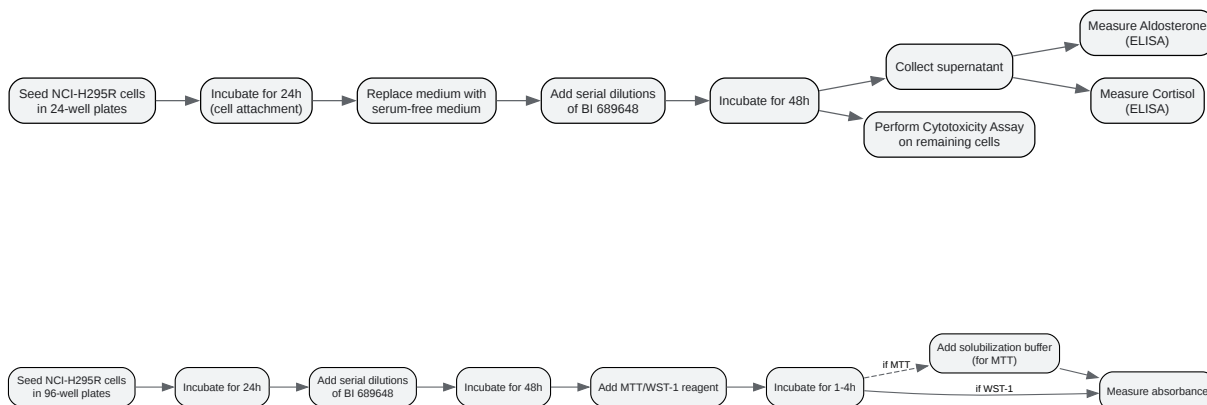 Seed NCI-H295R cells
in 24-well plates
Incubate for 24h
(cell attachment)
Replace medium with
serum-free medium
Add serial dilutions
of BI 689648
Incubate for 48h
Collect supernatant
Measure Aldosterone
(ELISA)
Measure Cortisol
(ELISA)
Perform Cytotoxicity Assay
on remaining cells
Seed NCI-H295R cells
in 96-well plates
Incubate for 24h
Add serial dilutions
of BI 689648
Incubate for 48h
Add MTT/WST-1 reagent
Incubate for 1-4h
if MTT
Add solubilization buffer
(for MTT)
if WST-1
Measure absorbance